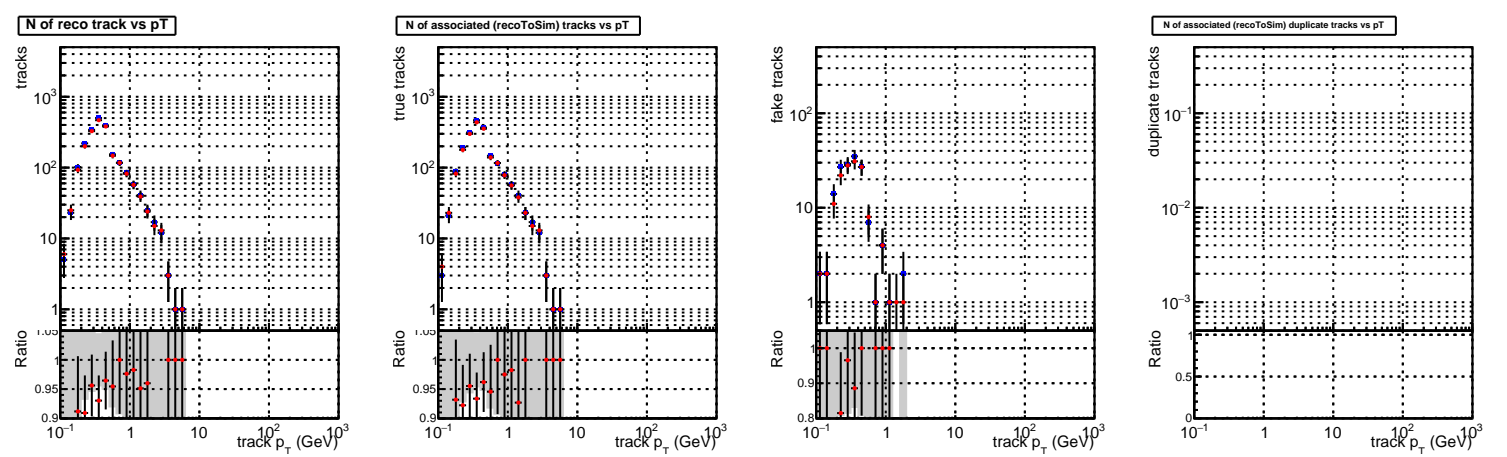 N of reco track vs pT
tracks
10³
10²
10
1
Ratio
1.05
1
0.95
0.9
10⁻¹ 1 10 10² 10³
track p_T (GeV)
N of associated (recoToSim) tracks vs pT
true tracks
10³
10²
10
1
Ratio
1.05
1
0.95
0.9
10⁻¹ 1 10 10² 10³
track p_T (GeV)
fake tracks
10²
10
1
Ratio
1
0.9
0.8
10⁻¹ 1 10 10² 10³
track p_T (GeV)
N of associated (recoToSim) duplicate tracks vs pT
duplicate tracks
10⁻¹
10⁻²
10⁻³
Ratio
1
0.5
0
10⁻¹ 1 10 10² 10³
track p_T (GeV)